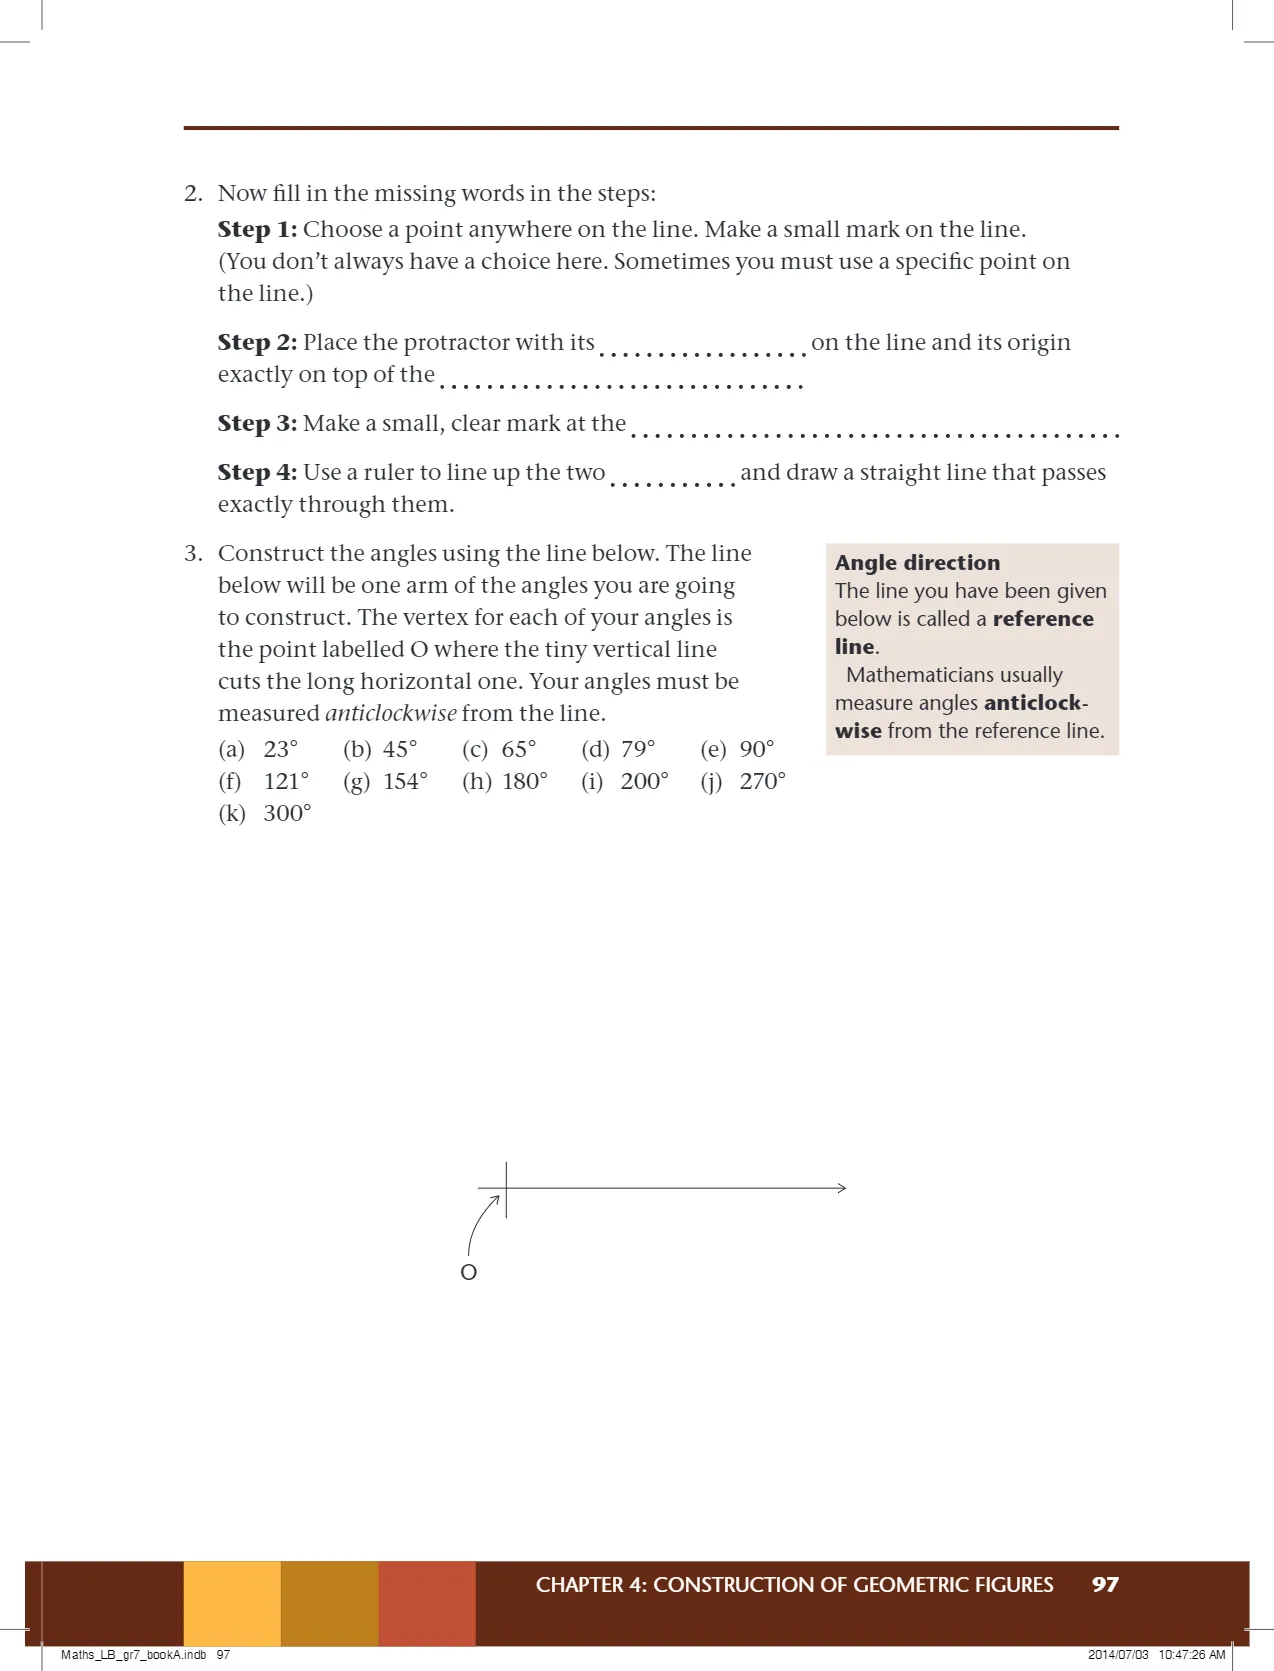 2. Now fill in the missing words in the steps:
Step 1: Choose a point anywhere on the line. Make a small mark on the line.
(You don’t always have a choice here. Sometimes you must use a specific point on
the line.)
Step 2: Place the protractor with its .................. on the line and its origin
exactly on top of the ...............................
Step 3: Make a small, clear mark at the ..........................................
Step 4: Use a ruler to line up the two ........... and draw a straight line that passes
exactly through them.
3. Construct the angles using the line below. The line
below will be one arm of the angles you are going
to construct. The vertex for each of your angles is
the point labelled O where the tiny vertical line
cuts the long horizontal one. Your angles must be
measured anticlockwise from the line.
(a) 23° (b) 45° (c) 65° (d) 79° (e) 90°
(f) 121° (g) 154° (h) 180° (i) 200° (j) 270°
(k) 300°
Angle direction
The line you have been given
below is called a reference
line.
Mathematicians usually
measure angles anticlock-
wise from the reference line.
O
CHAPTER 4: CONSTRUCTION OF GEOMETRIC FIGURES 97
Maths_LB_gr7_bookA.indb 97
2014/07/03 10:47:26 AM